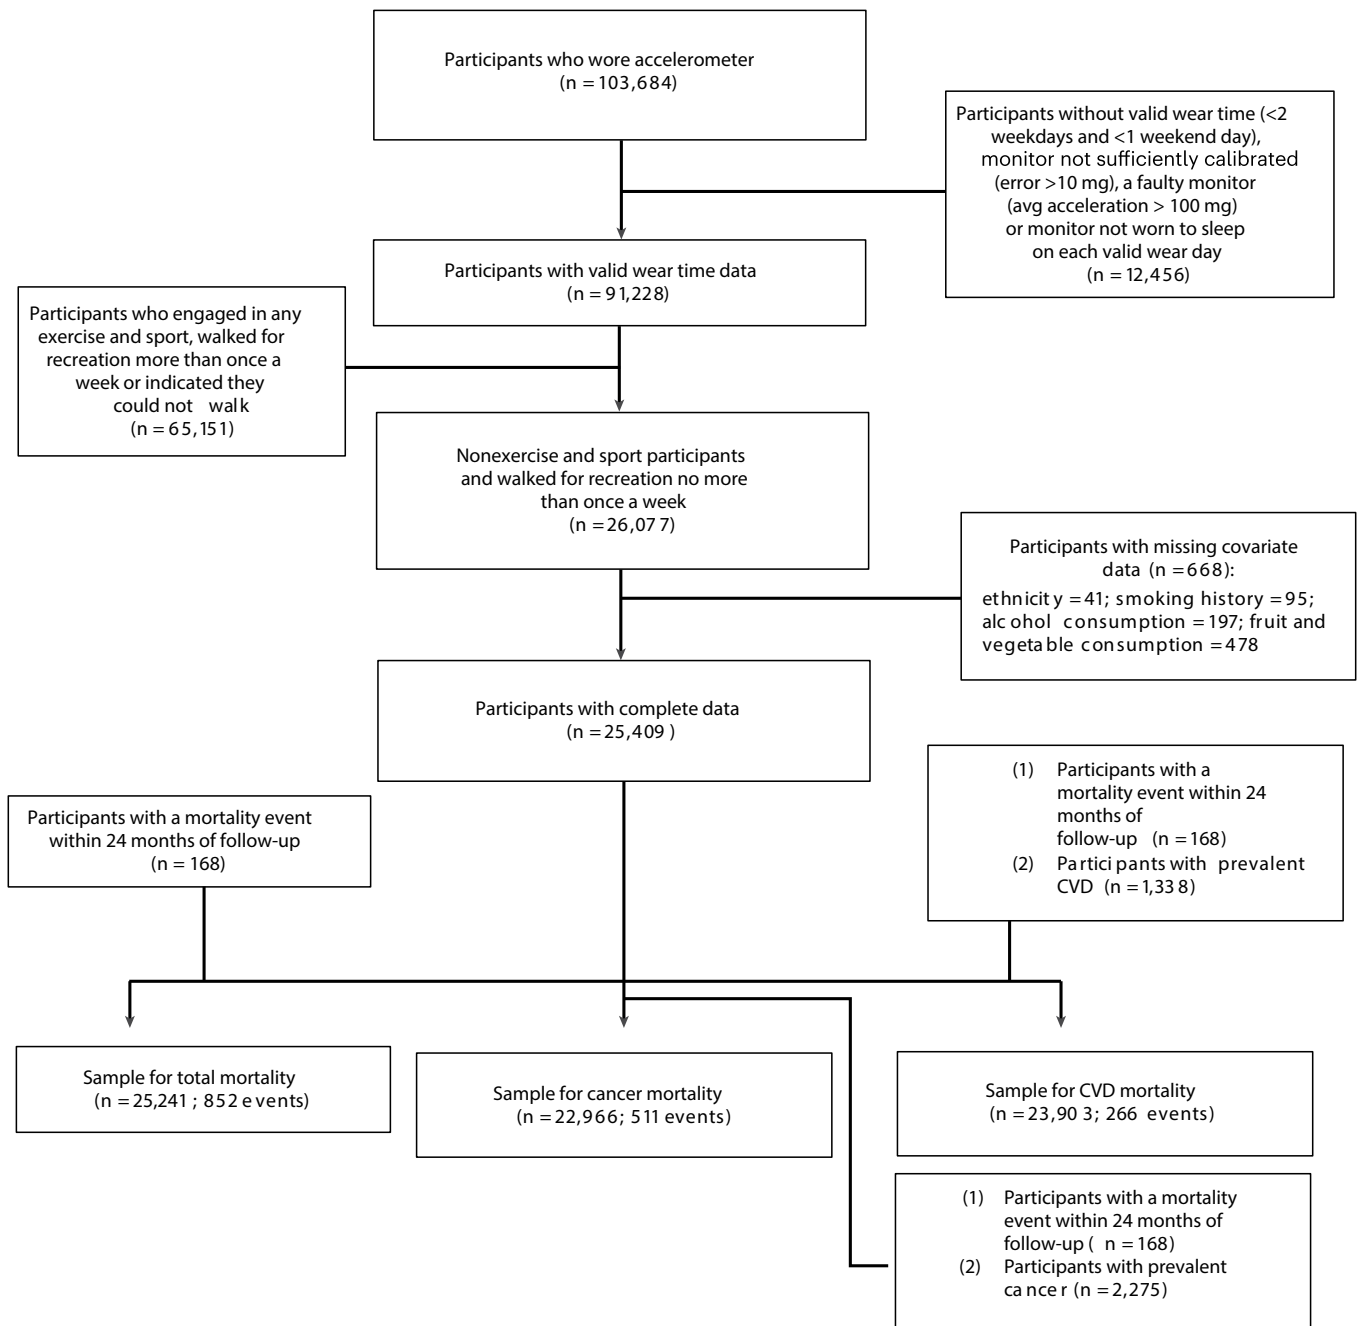 Participants who wore accelerometer
(n = 103,684)
Participants without valid wear time (<2
weekdays and <1 weekend day),
monitor not sufficiently calibrated
(error >10 mg), a faulty monitor
(avg acceleration > 100 mg)
or monitor not worn to sleep
on each valid wear day
(n = 12,456)
Participants with valid wear time data
(n = 91,228)
Participants who engaged in any
exercise and sport, walked for
recreation more than once a
week or indicated they
could not walk
(n = 65,151)
Nonexercise and sport participants
and walked for recreation no more
than once a week
(n = 26,077)
Participants with missing covariate
data (n = 668):
ethnicity = 41; smoking history = 95;
alcohol consumption = 197; fruit and
vegetable consumption = 478
Participants with complete data
(n = 25,409 )
Participants with a mortality event
within 24 months of follow-up
(n = 168)
(1) Participants with a
mortality event within 24
months of
follow-up (n = 168)
(2) Participants with prevalent
CVD (n = 1,338)
Sample for total mortality
(n = 25,241 ; 852 events)
Sample for cancer mortality
(n = 22,966; 511 events)
Sample for CVD mortality
(n = 23,903; 266 events)
(1) Participants with a mortality
event within 24 months of
follow-up ( n = 168)
(2) Participants with prevalent
cancer (n = 2,275)